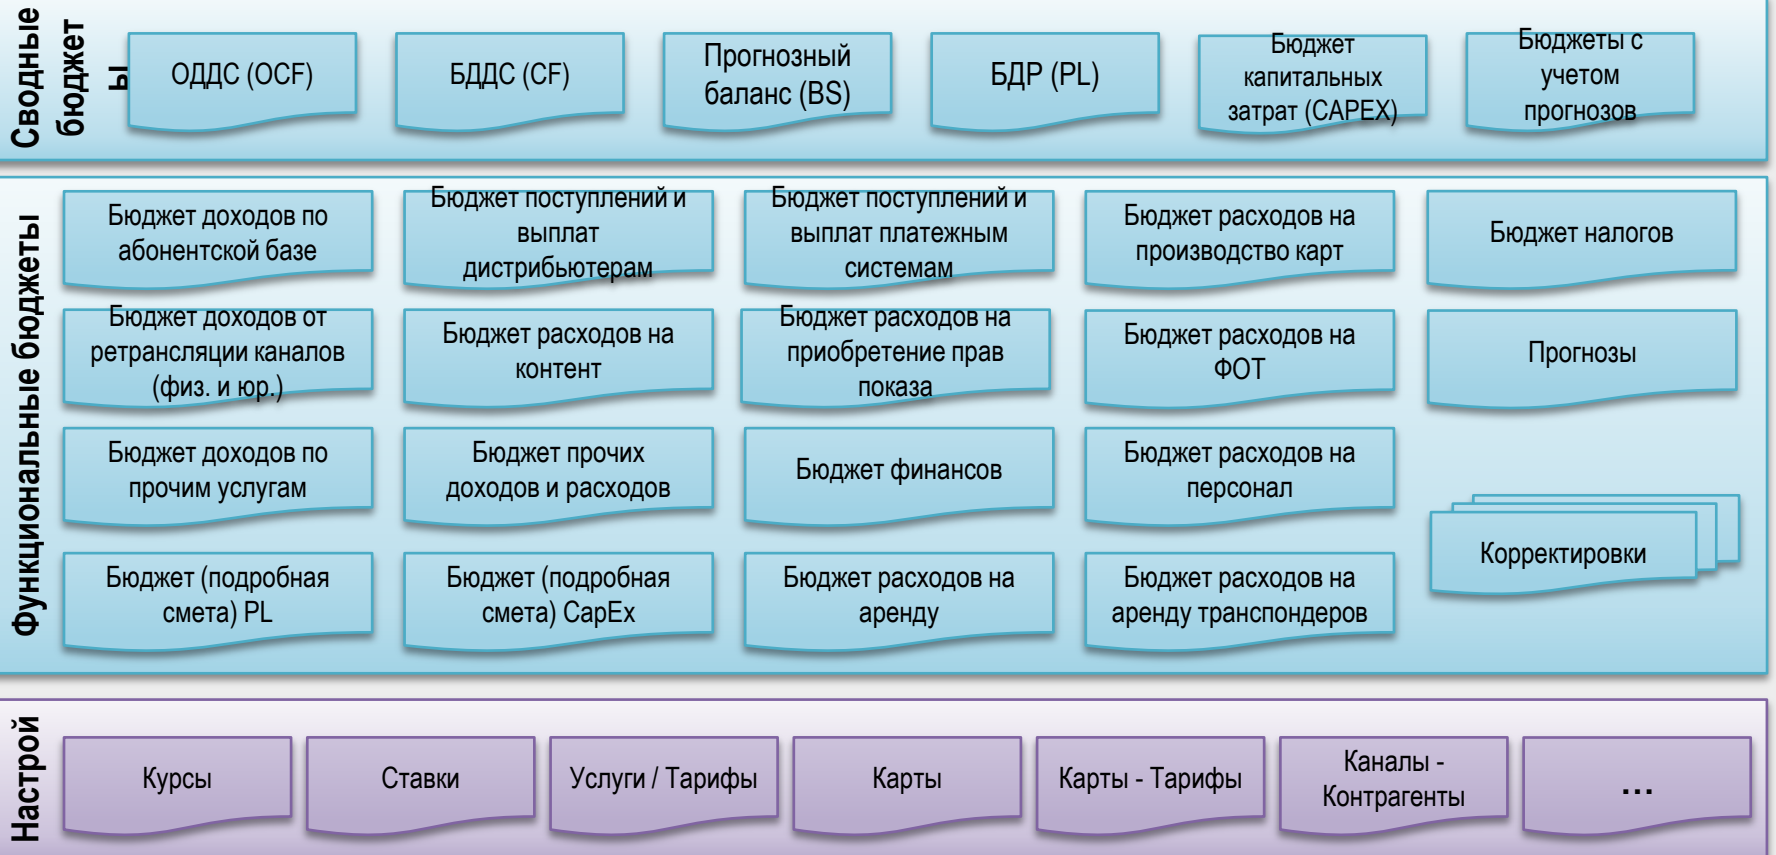 Сводные
бюджет
ы
ОДДС (OCF)
БДДС (CF)
Прогнозный
баланс (BS)
БДР (PL)
Бюджет
капитальных
затрат (CAPEX)
Бюджеты с
учетом
прогнозов
Функциональные бюджеты
Бюджет доходов по
абонентской базе
Бюджет поступлений и
выплат
дистрибьютерам
Бюджет поступлений и
выплат платежным
системам
Бюджет расходов на
производство карт
Бюджет налогов
Бюджет доходов от
ретрансляции каналов
(физ. и юр.)
Бюджет расходов на
контент
Бюджет расходов на
приобретение прав
показа
Бюджет расходов на
ФОТ
Прогнозы
Бюджет доходов по
прочим услугам
Бюджет прочих
доходов и расходов
Бюджет финансов
Бюджет расходов на
персонал
Корректировки
Бюджет (подробная
смета) PL
Бюджет (подробная
смета) CapEx
Бюджет расходов на
аренду
Бюджет расходов на
аренду транспондеров
Настрой
Курсы
Ставки
Услуги / Тарифы
Карты
Карты - Тарифы
Каналы -
Контрагенты
...